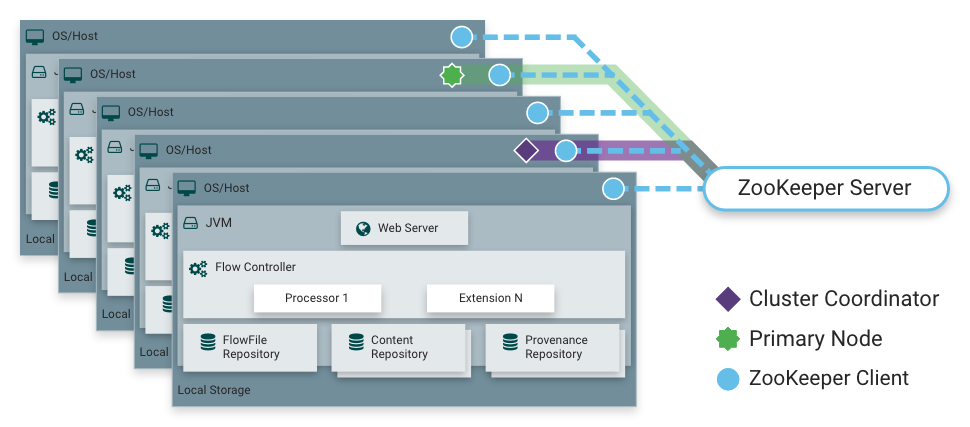 OS/Host
OS/Host
OS/Host
OS/Host
OS/Host
JVM
Web Server
Flow Controller
Processor 1
Extension N
FlowFile
Repository
Content
Repository
Provenance
Repository
Local Storage
Local
Local
Local
Local
ZooKeeper Server
Cluster Coordinator
Primary Node
ZooKeeper Client